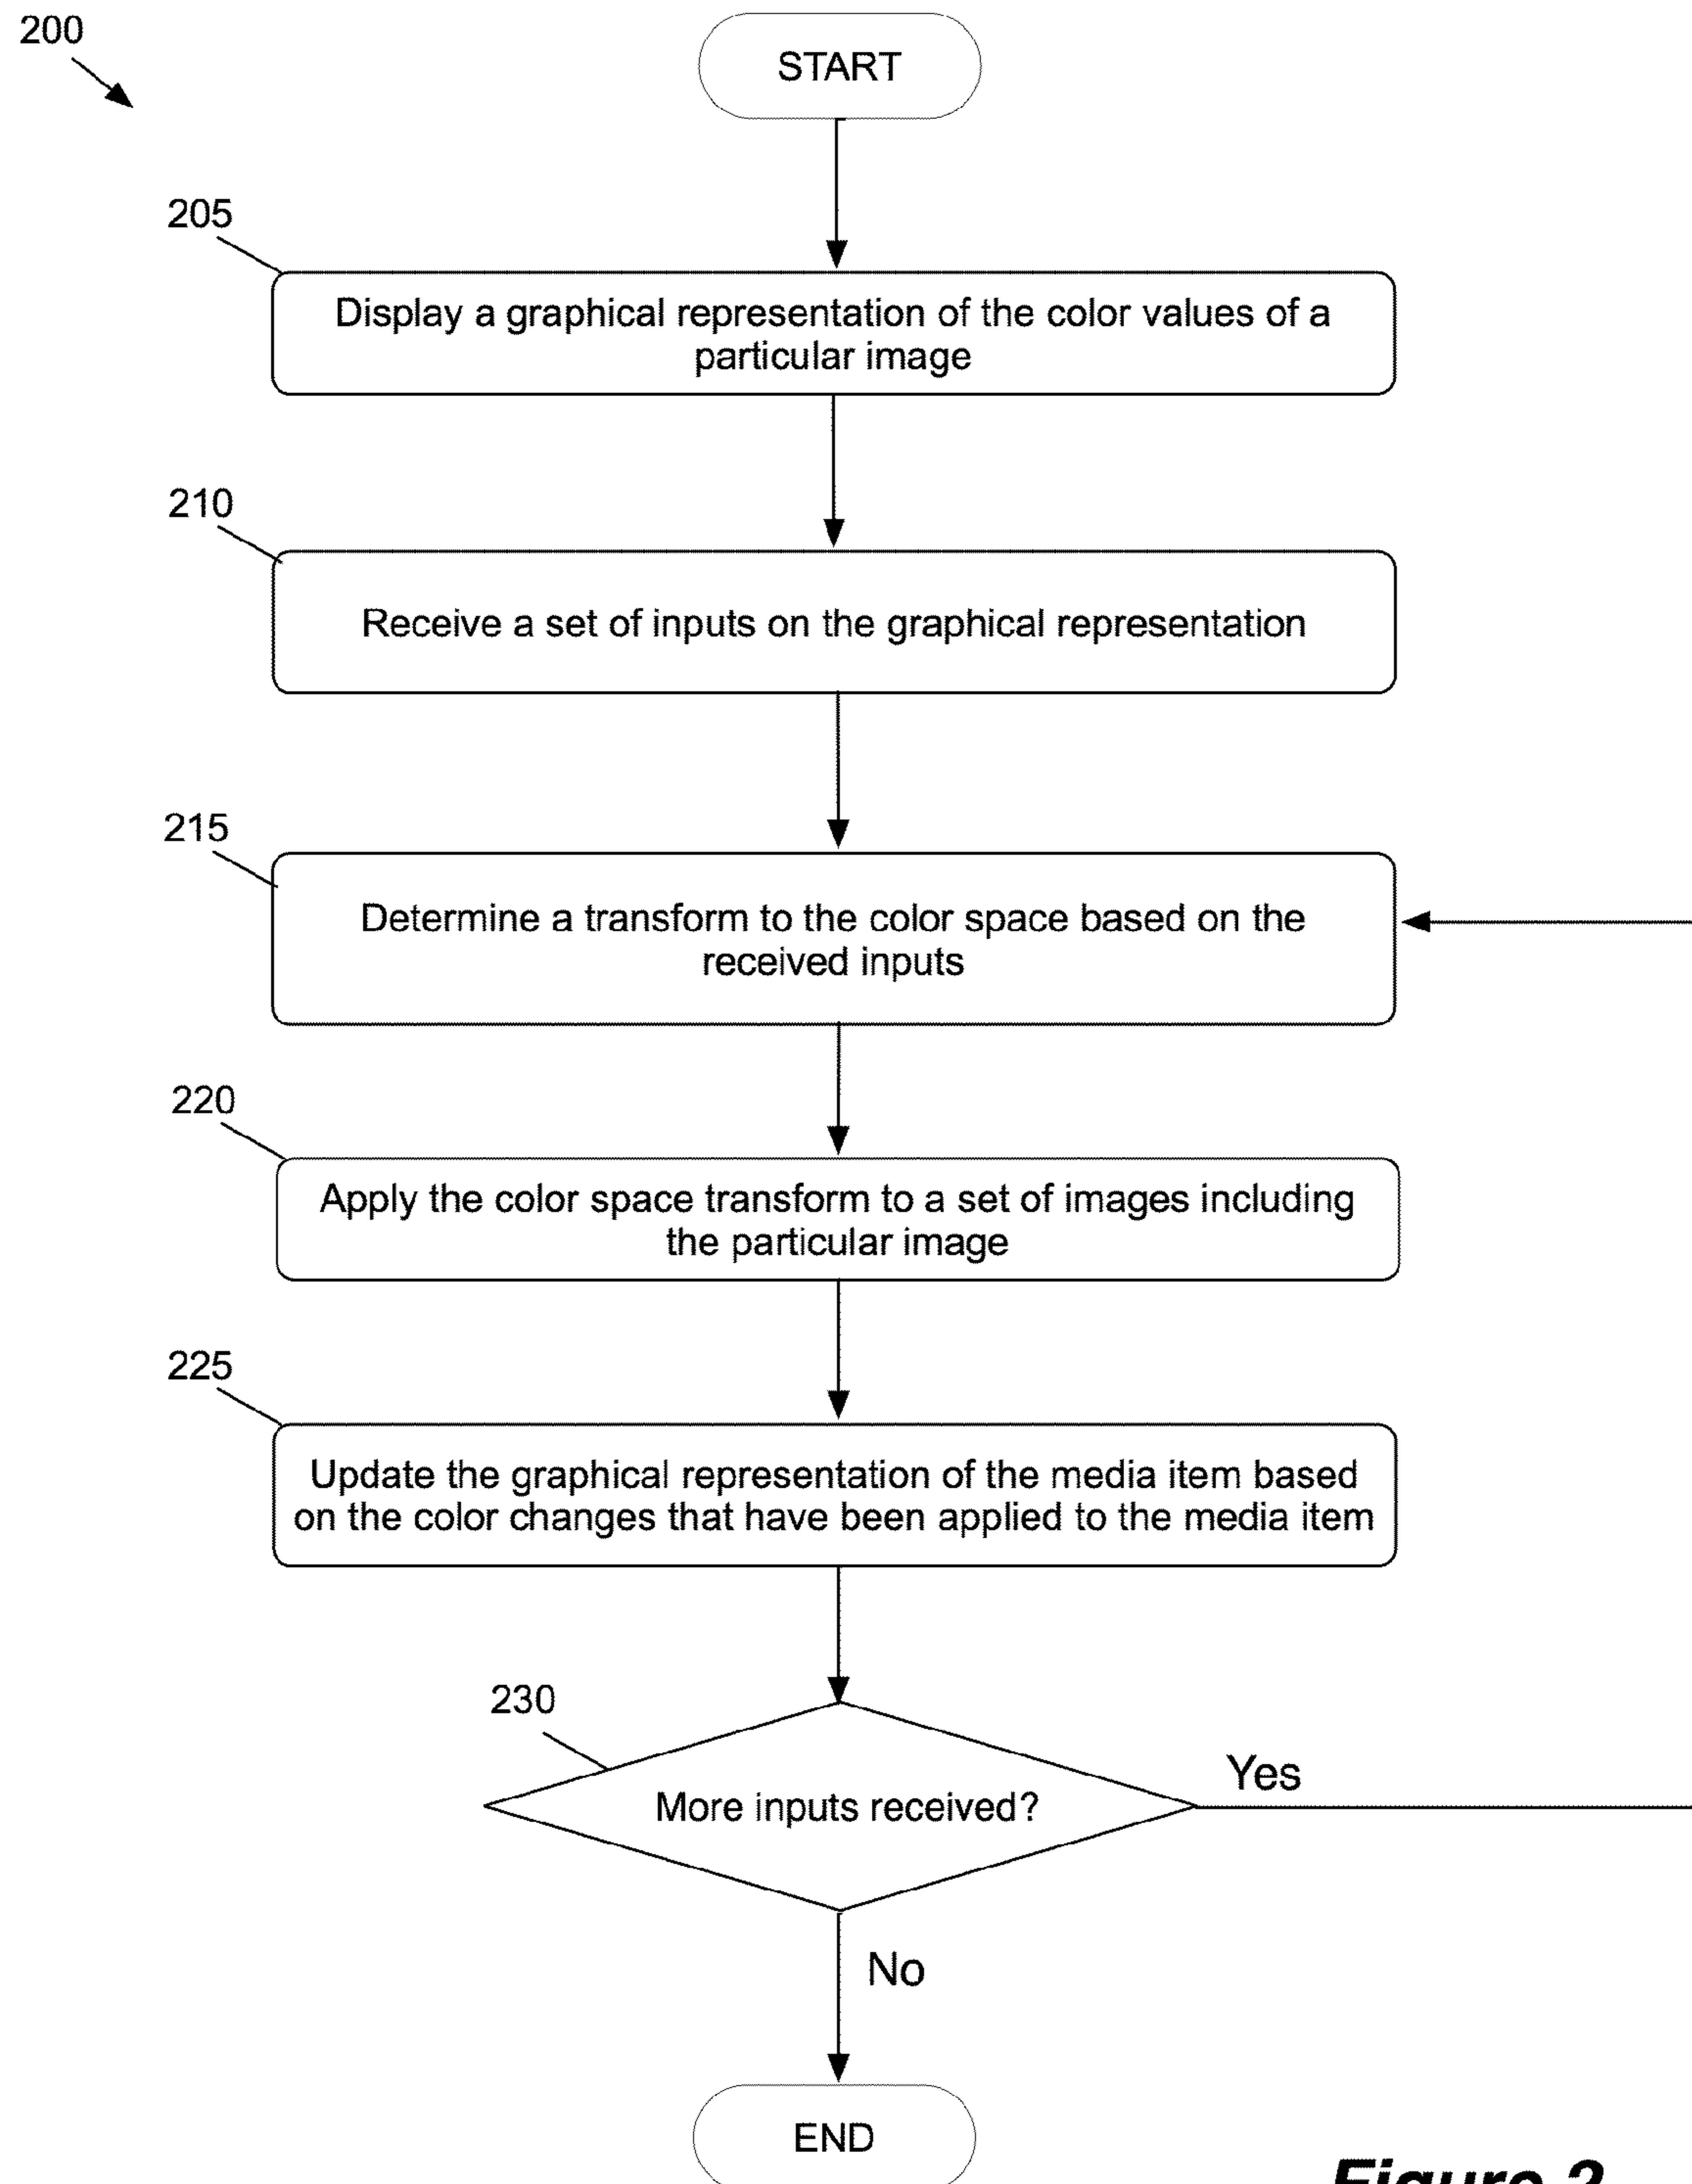 200
START
205
Display a graphical representation of the color values of a
particular image
210
Receive a set of inputs on the graphical representation
215
Determine a transform to the color space based on the
received inputs
220
Apply the color space transform to a set of images including
the particular image
225
Update the graphical representation of the media item based
on the color changes that have been applied to the media item
230
More inputs received?
Yes
No
END
Figure 2